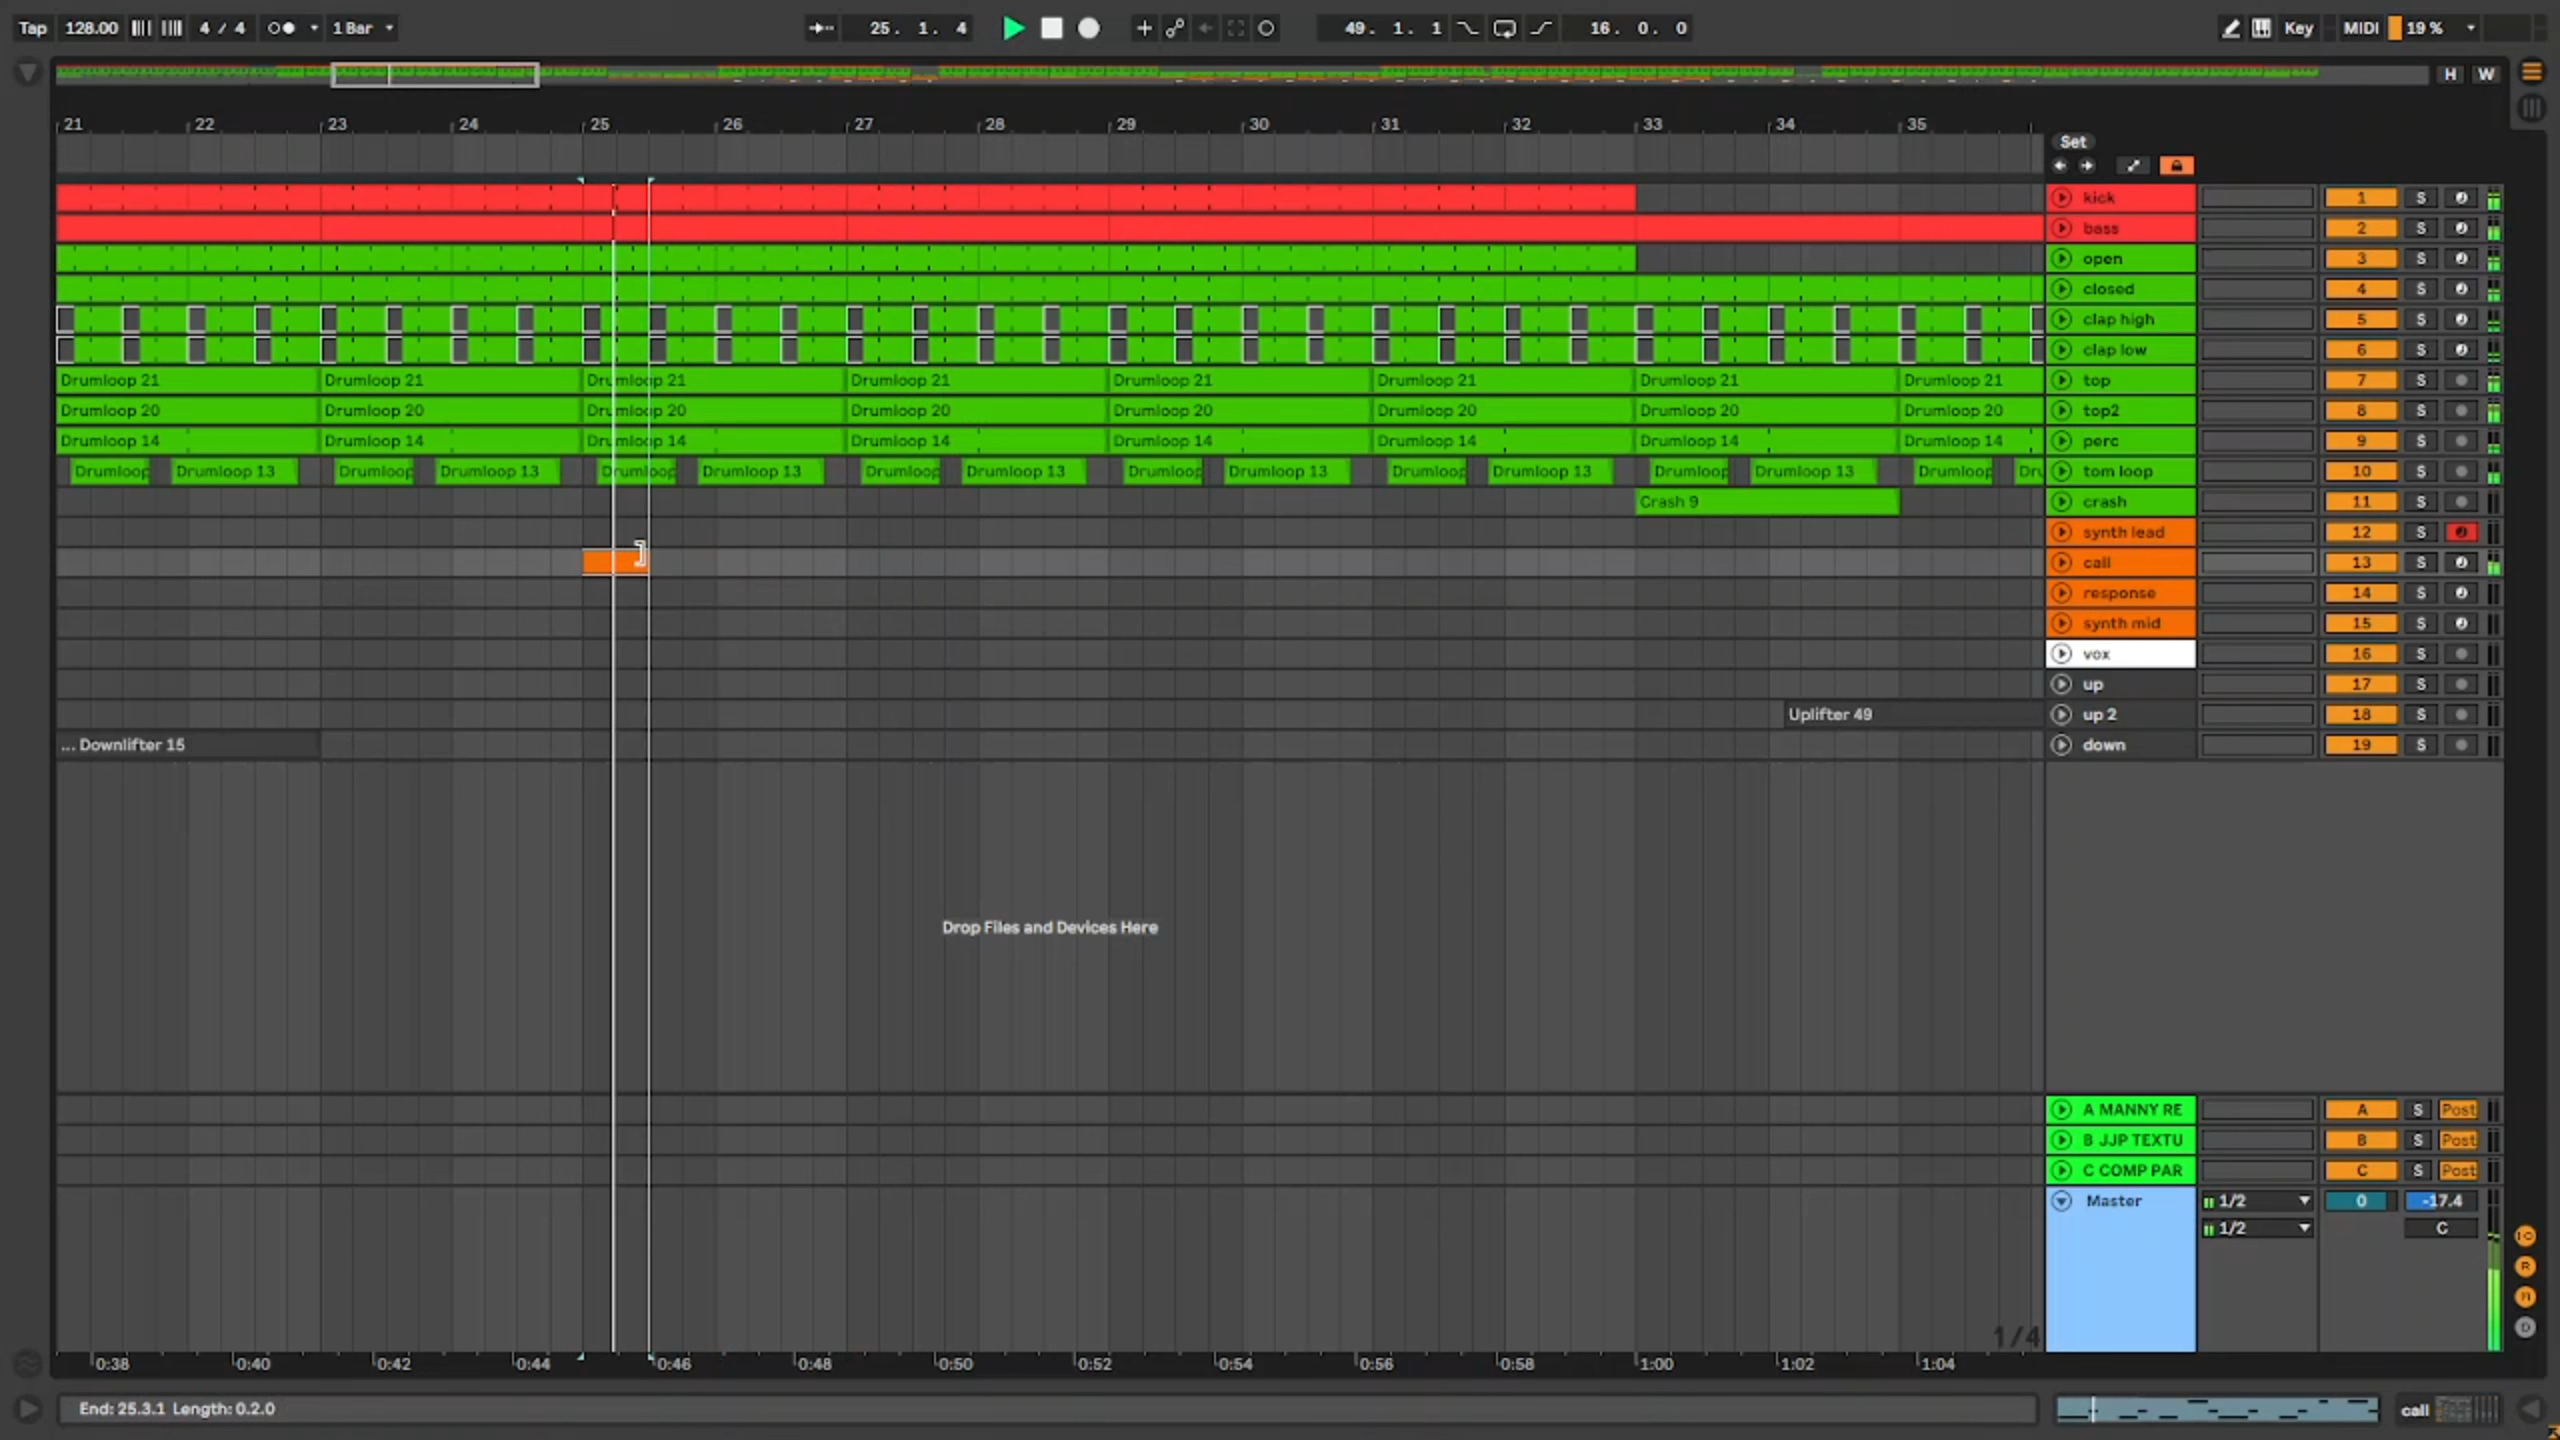 Tap 128.00 4 / 4 1 Bar 25. 1. 4 49. 1. 1 16. 0. 0 Key MIDI 19 %
H W
21 22 23 24 25 26 27 28 29 30 31 32 33 34 35
Set
kick 1 S
bass 2 S
open 3 S
closed 4 S
clap high 5 S
clap low 6 S
Drumloop 21 Drumloop 21 Drumloop 21 Drumloop 21 Drumloop 21 Drumloop 21 Drumloop 21 Drumloop 21 top 7 S
Drumloop 20 Drumloop 20 Drumloop 20 Drumloop 20 Drumloop 20 Drumloop 20 Drumloop 20 Drumloop 20 top2 8 S
Drumloop 14 Drumloop 14 Drumloop 14 Drumloop 14 Drumloop 14 Drumloop 14 Drumloop 14 Drumloop 14 perc 9 S
Drumloop Drumloop 13 Drumloop Drumloop 13 Drumloop Drumloop 13 Drumloop Drumloop 13 Drumloop Drumloop 13 Drumloop Drumloop 13 Drumloop Drumloop 13 Drumloop Dru tom loop 10 S
Crash 9 crash 11 S
synth lead 12 S
call 13 S
response 14 S
synth mid 15 S
vox 16 S
up 17 S
Uplifter 49 up 2 18 S
... Downlifter 15 down 19 S
Drop Files and Devices Here
A MANNY RE A S Post
B JJP TEXTU B S Post
C COMP PAR C S Post
Master 1/2 0 -17.4
1/2 C
1/4
0:38 0:40 0:42 0:44 0:46 0:48 0:50 0:52 0:54 0:56 0:58 1:00 1:02 1:04
R
D
End: 25.3.1 Length: 0.2.0 call